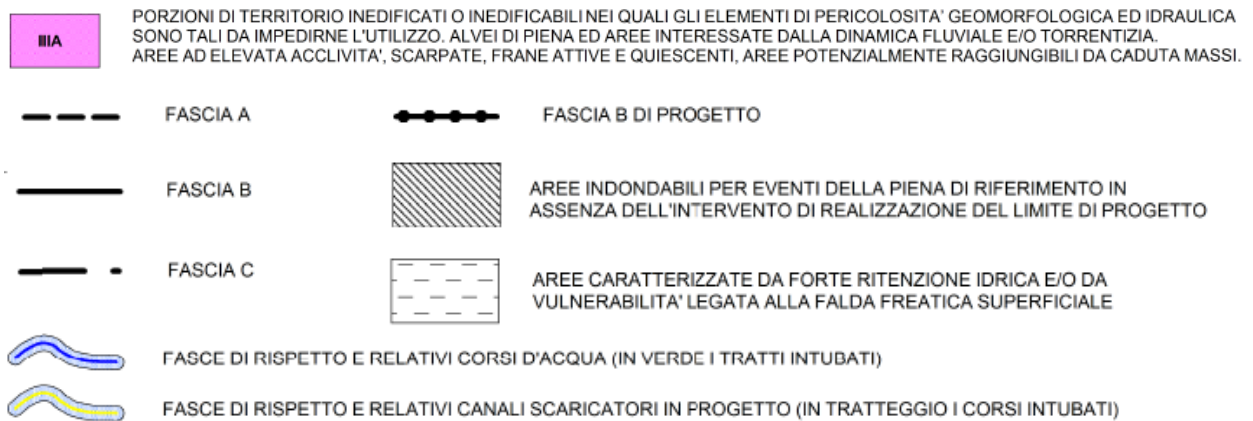 IIIA
PORZIONI DI TERRITORIO INEDIFICATI O INEDIFICABILI NEI QUALI GLI ELEMENTI DI PERICOLOSITA' GEOMORFOLOGICA ED IDRAULICA
SONO TALI DA IMPEDIRNE L'UTILIZZO. ALVEI DI PIENA ED AREE INTERESSATE DALLA DINAMICA FLUVIALE E/O TORRENTIZIA.
AREE AD ELEVATA ACCLIVITA', SCARPATE, FRANE ATTIVE E QUIESCENTI, AREE POTENZIALMENTE RAGGIUNGIBILI DA CADUTA MASSI.
FASCIA A
FASCIA B DI PROGETTO
FASCIA B
AREE INDONDABILI PER EVENTI DELLA PIENA DI RIFERIMENTO IN
ASSENZA DELL'INTERVENTO DI REALIZZAZIONE DEL LIMITE DI PROGETTO
FASCIA C
AREE CARATTERIZZATE DA FORTE RITENZIONE IDRICA E/O DA
VULNERABILITA' LEGATA ALLA FALDA FREATICA SUPERFICIALE
FASCE DI RISPETTO E RELATIVI CORSI D'ACQUA (IN VERDE I TRATTI INTUBATI)
FASCE DI RISPETTO E RELATIVI CANALI SCARICATORI IN PROGETTO (IN TRATTEGGIO I CORSI INTUBATI)